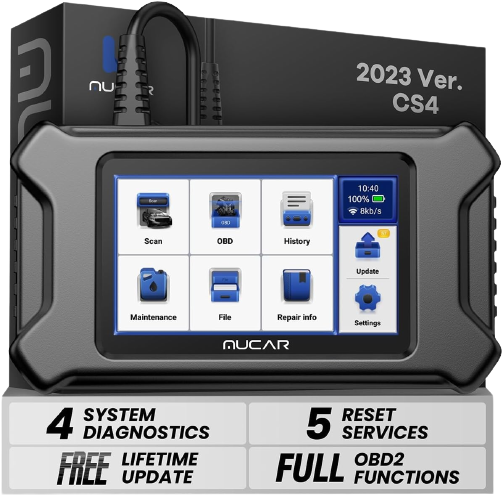 MUCAR
2023 Ver.
CS4
Scan
OBD
History
10:40
100%
8kb/s
Update
Maintenance
File
Repair info
Settings
MUCAR
4 SYSTEM
DIAGNOSTICS
5 RESET
SERVICES
FREE LIFETIME
UPDATE
FULL OBD2
FUNCTIONS